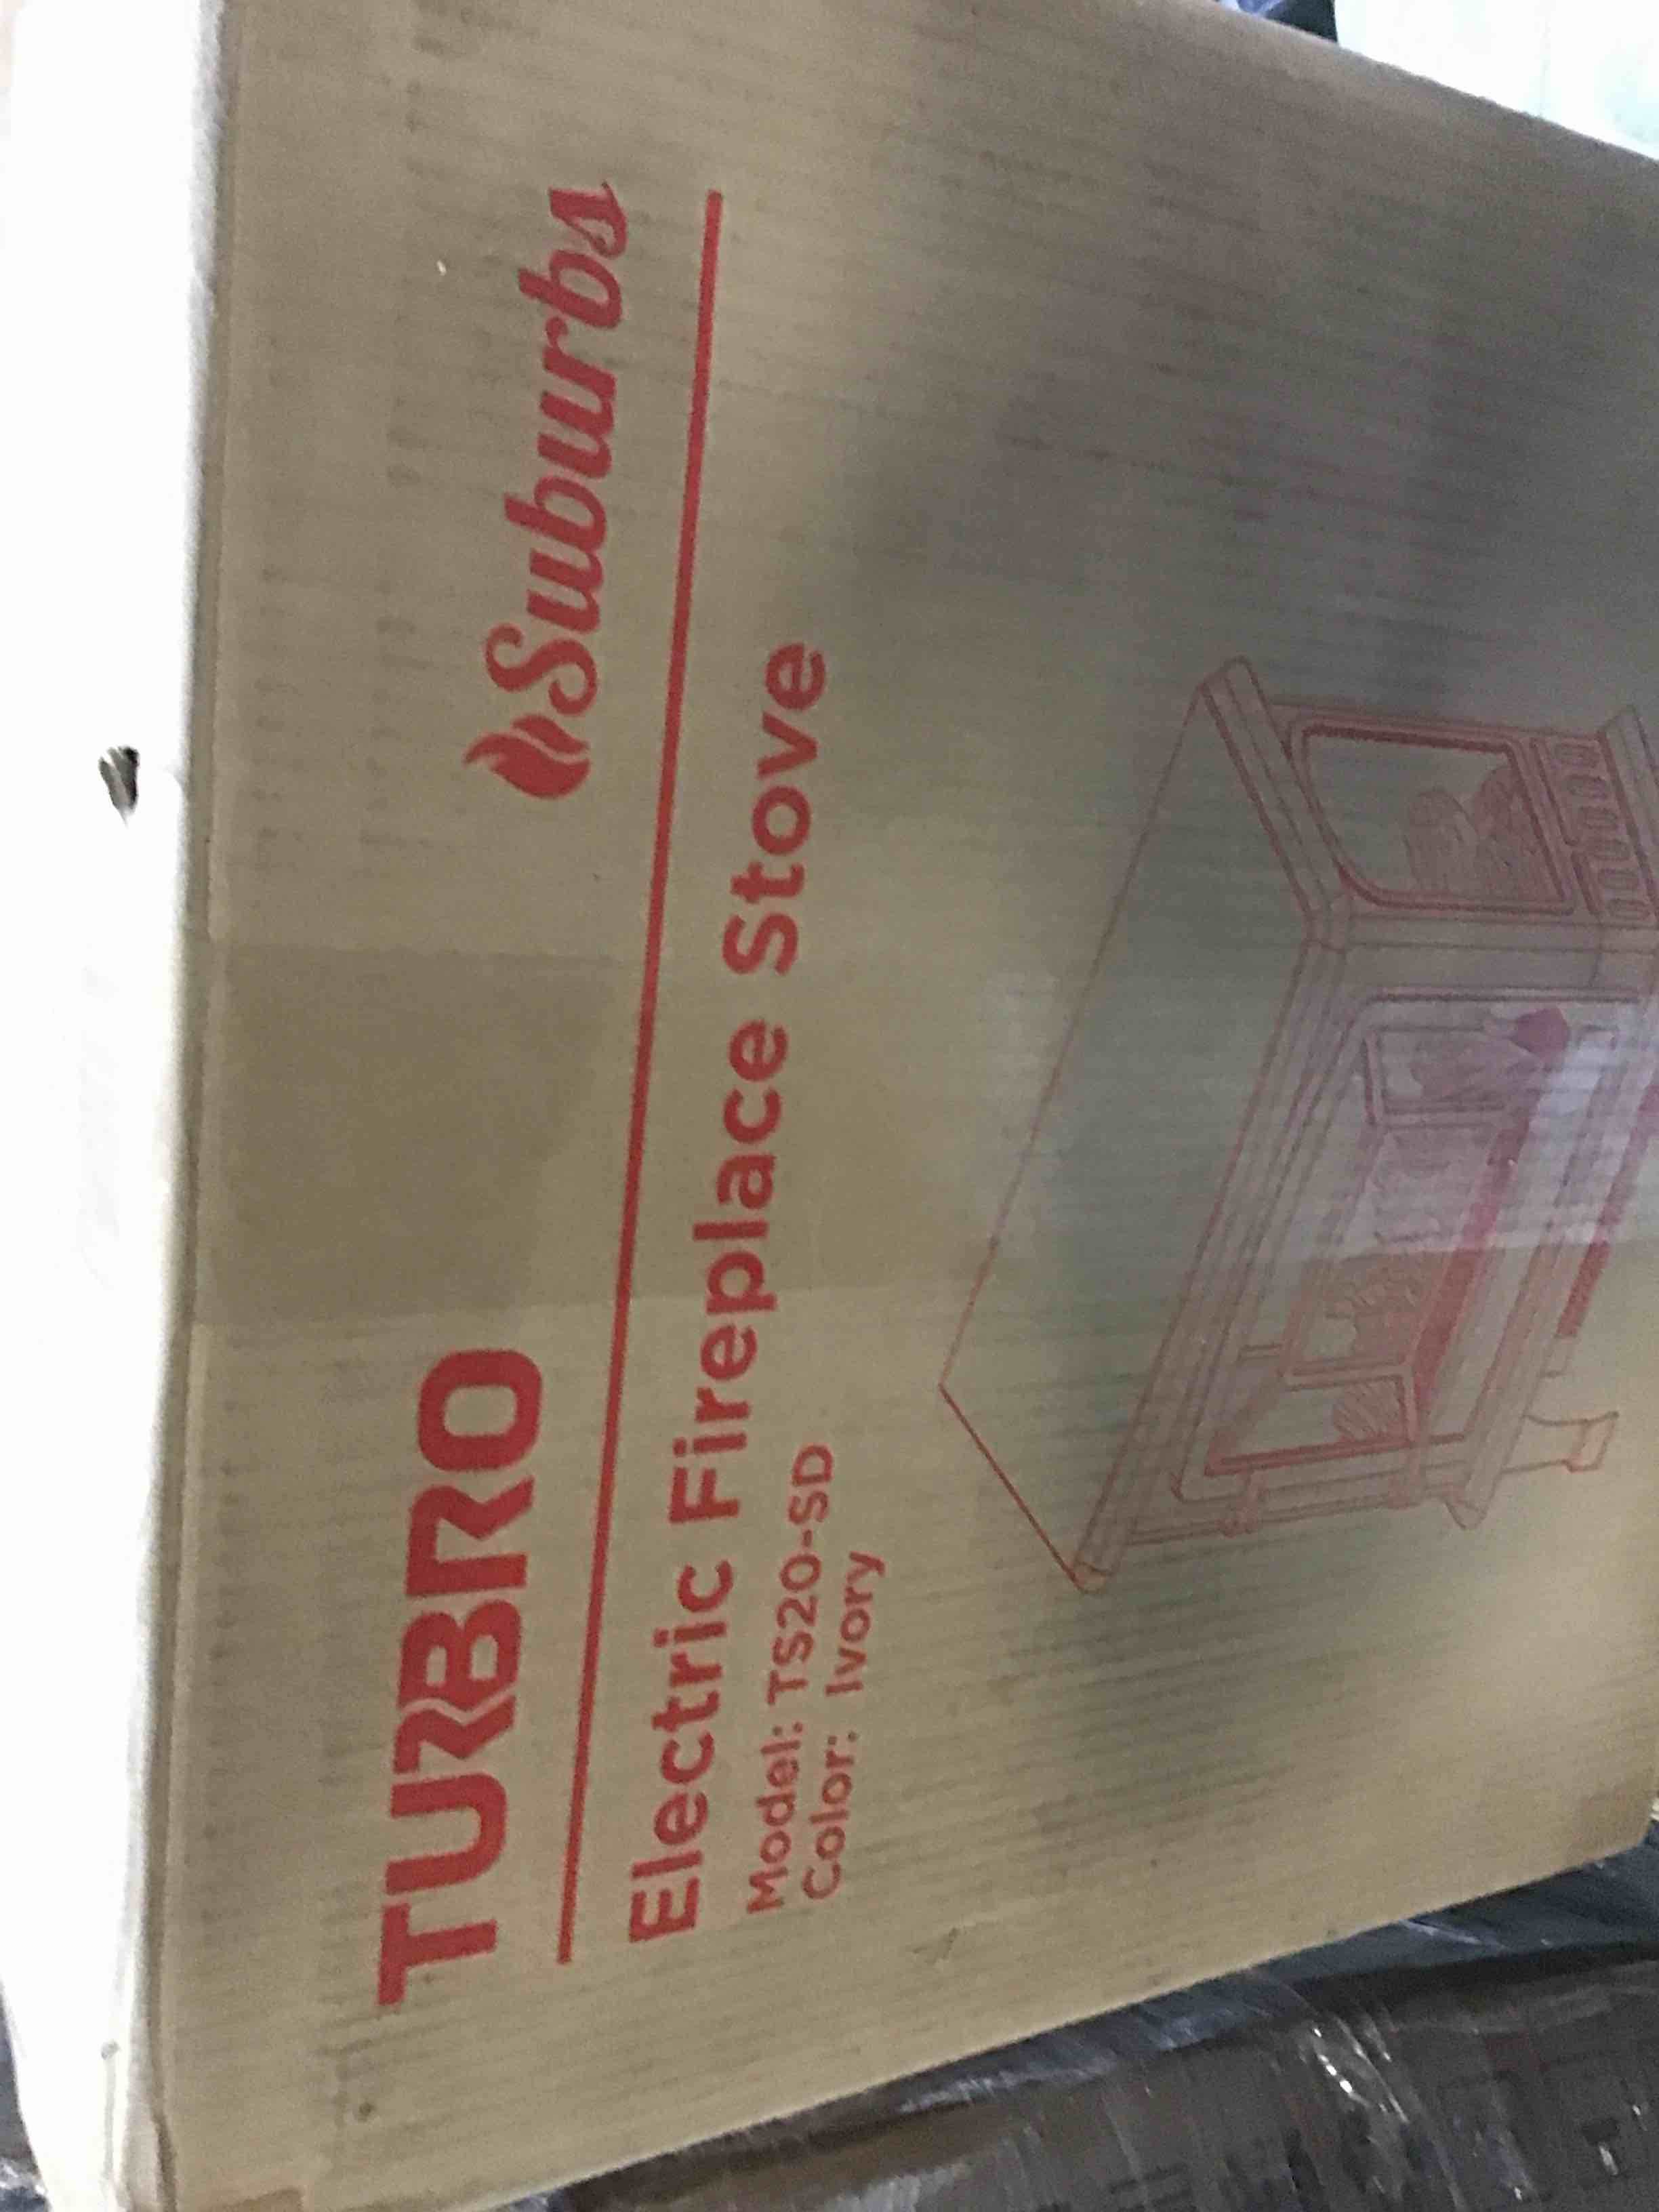 TURBRO
Suburbs
Electric Fireplace Stove
Model: TS20-SD
Color: Ivory